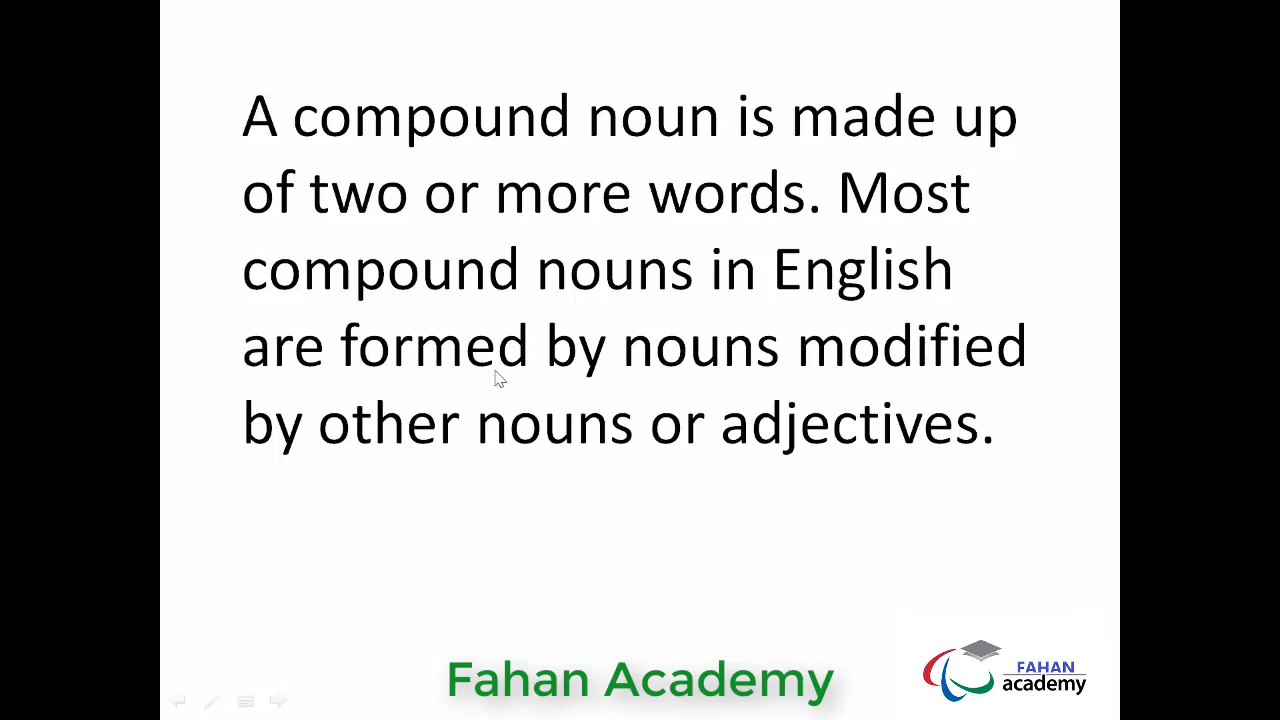 A compound noun is made up
of two or more words. Most
compound nouns in English
are formed by nouns modified
by other nouns or adjectives.
Fahan Academy
FAHAN
academy